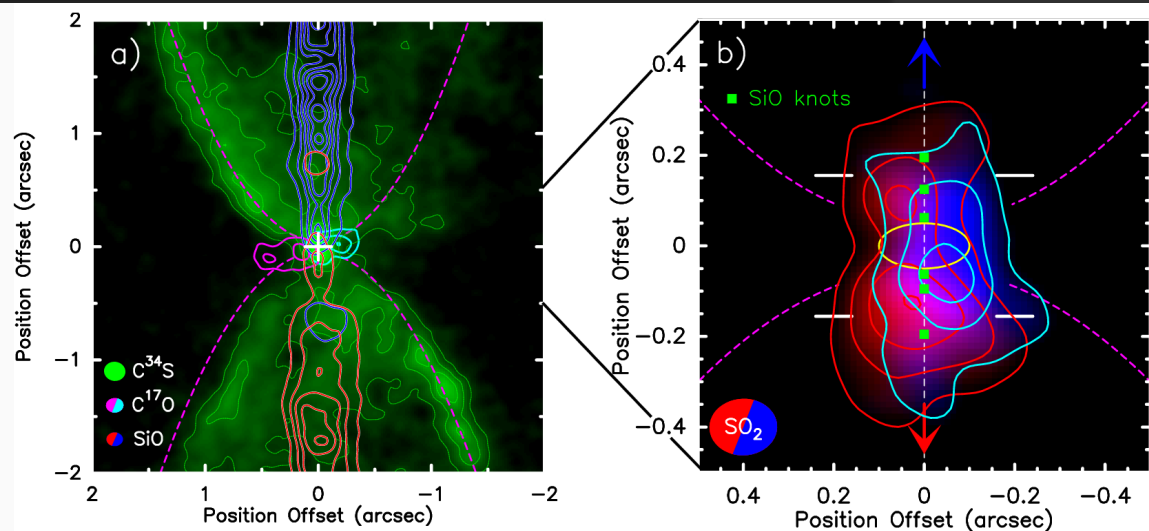 a)
2
1
0
−1
−2
Position Offset (arcsec)
C³⁴S
C¹⁷O
SiO
2 1 0 −1 −2
Position Offset (arcsec)
b)
SiO knots
0.4
0.2
0
−0.2
−0.4
Position Offset (arcsec)
SO₂
0.4 0.2 0 −0.2 −0.4
Position Offset (arcsec)